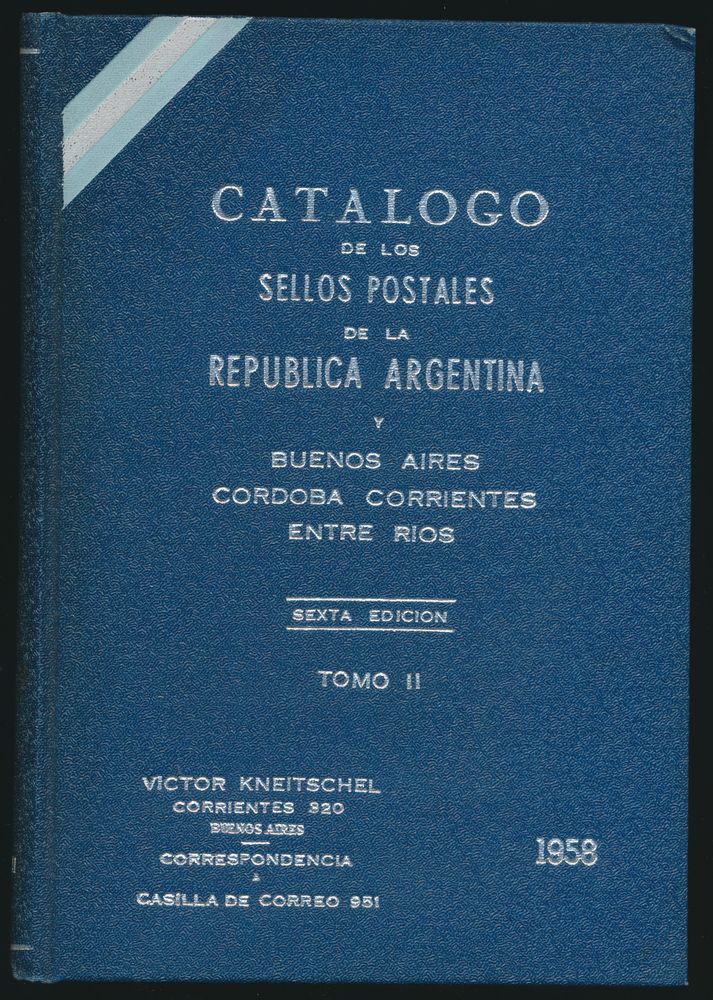 CATALOGO
DE LOS
SELLOS POSTALES
DE LA
REPUBLICA ARGENTINA
Y
BUENOS AIRES
CORDOBA CORRIENTES
ENTRE RIOS
SEXTA EDICION
TOMO II
VICTOR KNEITSCHEL
CORRIENTES 320
BUENOS AIRES
CORRESPONDENCIA
A
CASILLA DE CORREO 951
1958